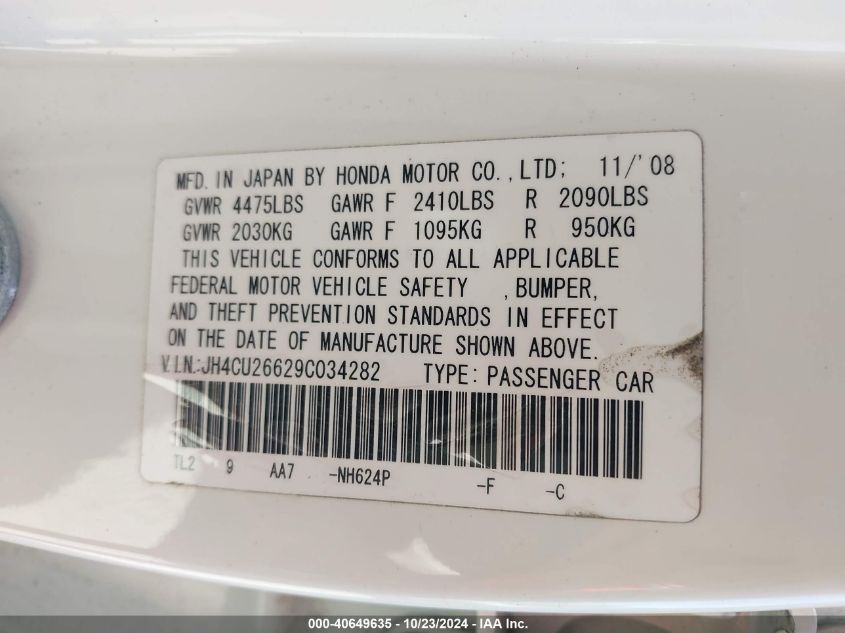 MFD. IN JAPAN BY HONDA MOTOR CO.,LTD; 11/'08
GVWR 4475LBS GAWR F 2410LBS R 2090LBS
GVWR 2030KG GAWR F 1095KG R 950KG
THIS VEHICLE CONFORMS TO ALL APPLICABLE
FEDERAL MOTOR VEHICLE SAFETY ,BUMPER,
AND THEFT PREVENTION STANDARDS IN EFFECT
ON THE DATE OF MANUFACTURE SHOWN ABOVE.
V.I.N.:JH4CU26629C034282 TYPE: PASSENGER CAR
TL2 9 AA7 -NH624P -F -C
000-40649635 - 10/23/2024 - IAA Inc.